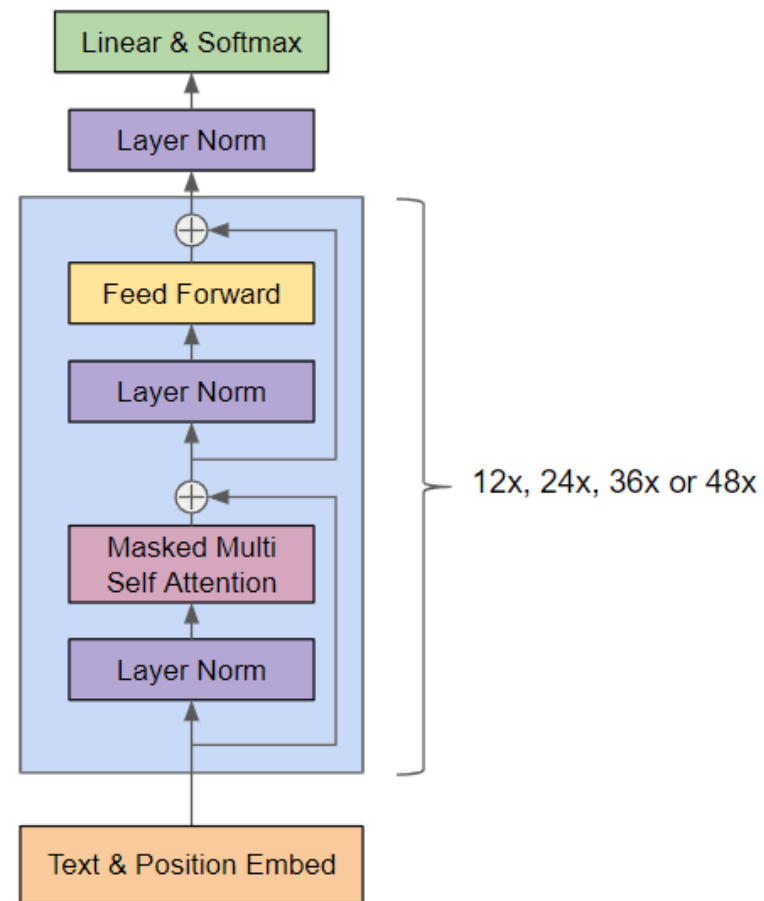 Linear & Softmax
Layer Norm
Feed Forward
Layer Norm
12x, 24x, 36x or 48x
Masked Multi
Self Attention
Layer Norm
Text & Position Embed